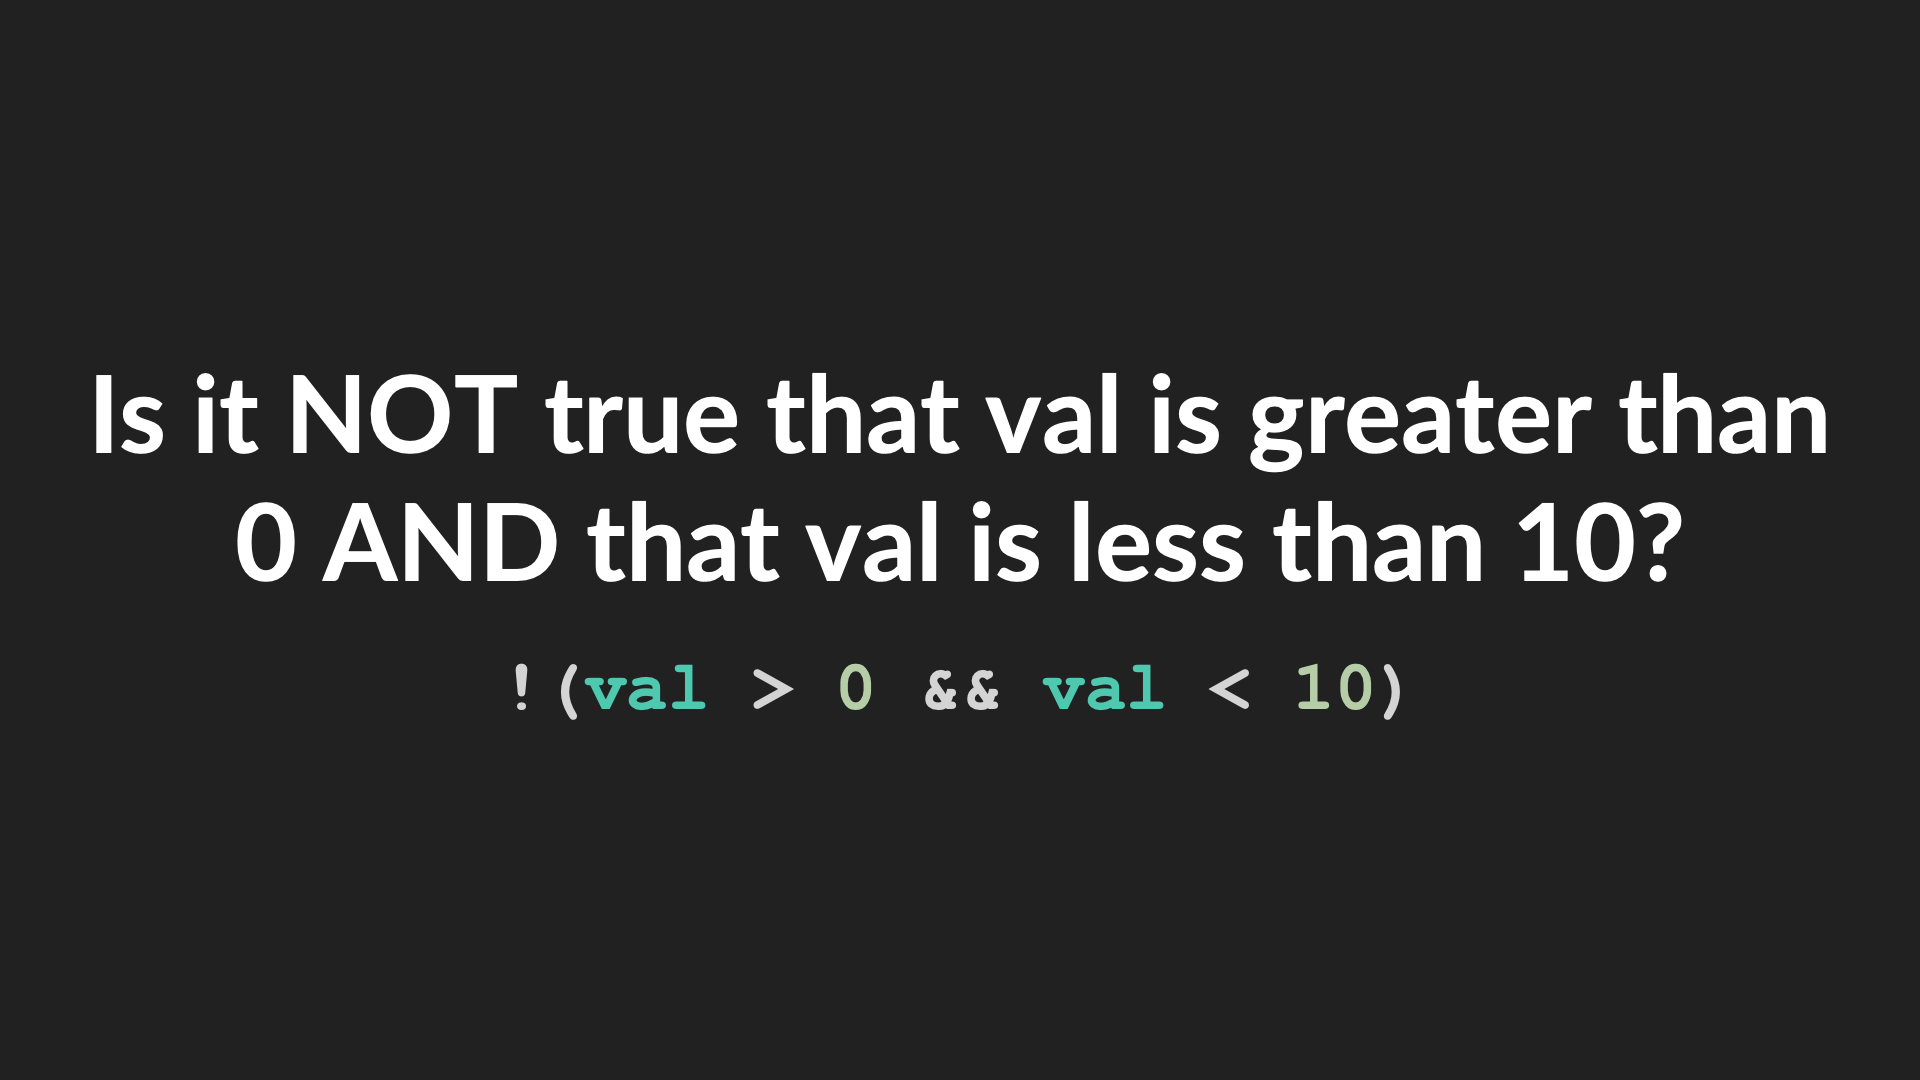 Is it NOT true that val is greater than
0 AND that val is less than 10?
!(val > 0 && val < 10)